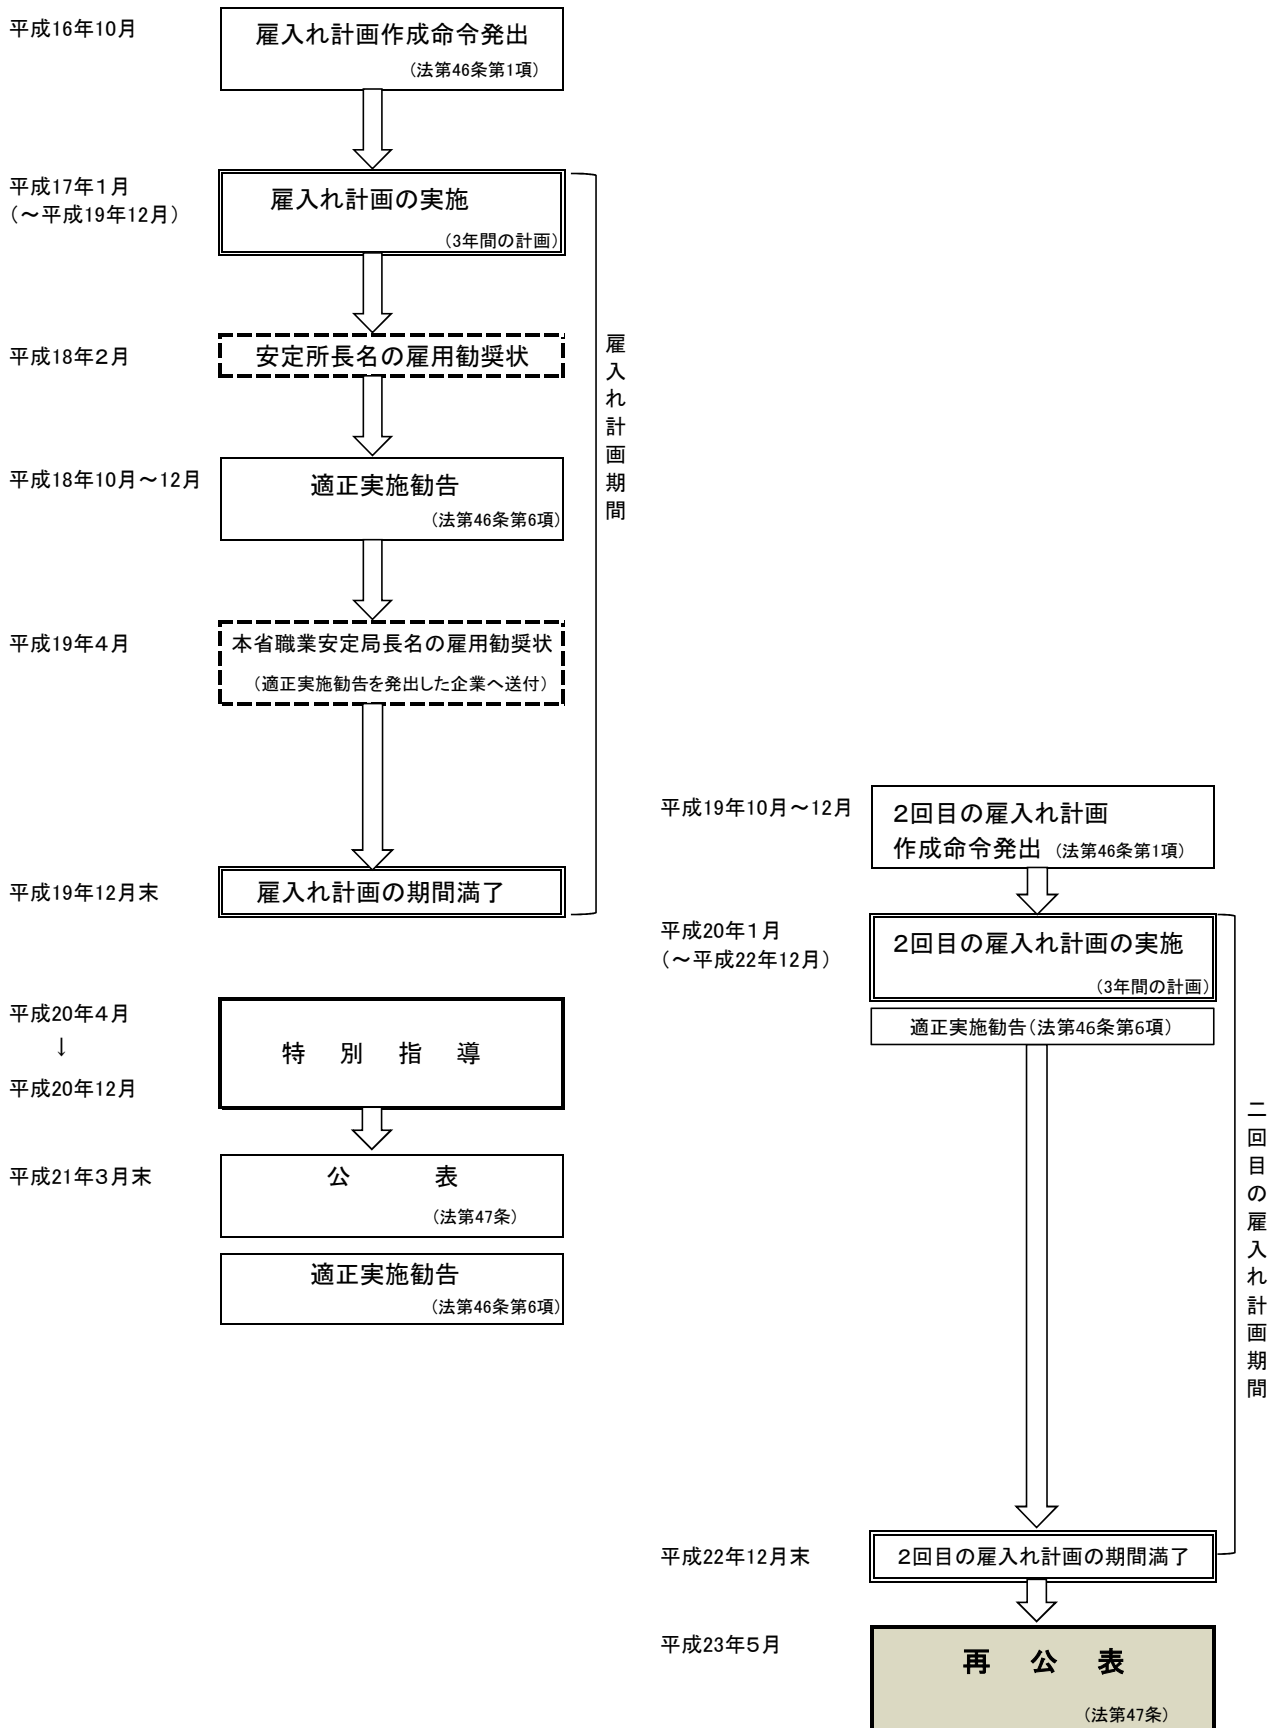 平成16年10月
雇入れ計画作成命令発出
（法第46条第1項）
平成17年１月
（～平成19年12月）
雇入れ計画の実施
（3年間の計画）
平成18年２月
安定所長名の雇用勧奨状
平成18年10月～12月
適正実施勧告
（法第46条第6項）
平成19年４月
本省職業安定局長名の雇用勧奨状
（適正実施勧告を発出した企業へ送付）
平成19年12月末
雇入れ計画の期間満了
雇入れ計画期間
平成20年４月
↓
平成20年12月
特　別　指　導
平成21年３月末
公　　表
（法第47条）
適正実施勧告
（法第46条第6項）
平成19年10月～12月
２回目の雇入れ計画
作成命令発出（法第46条第1項）
平成20年１月
（～平成22年12月）
２回目の雇入れ計画の実施
（3年間の計画）
適正実施勧告（法第46条第6項）
二回目の雇入れ計画期間
平成22年12月末
２回目の雇入れ計画の期間満了
平成23年５月
再　公　表
（法第47条）